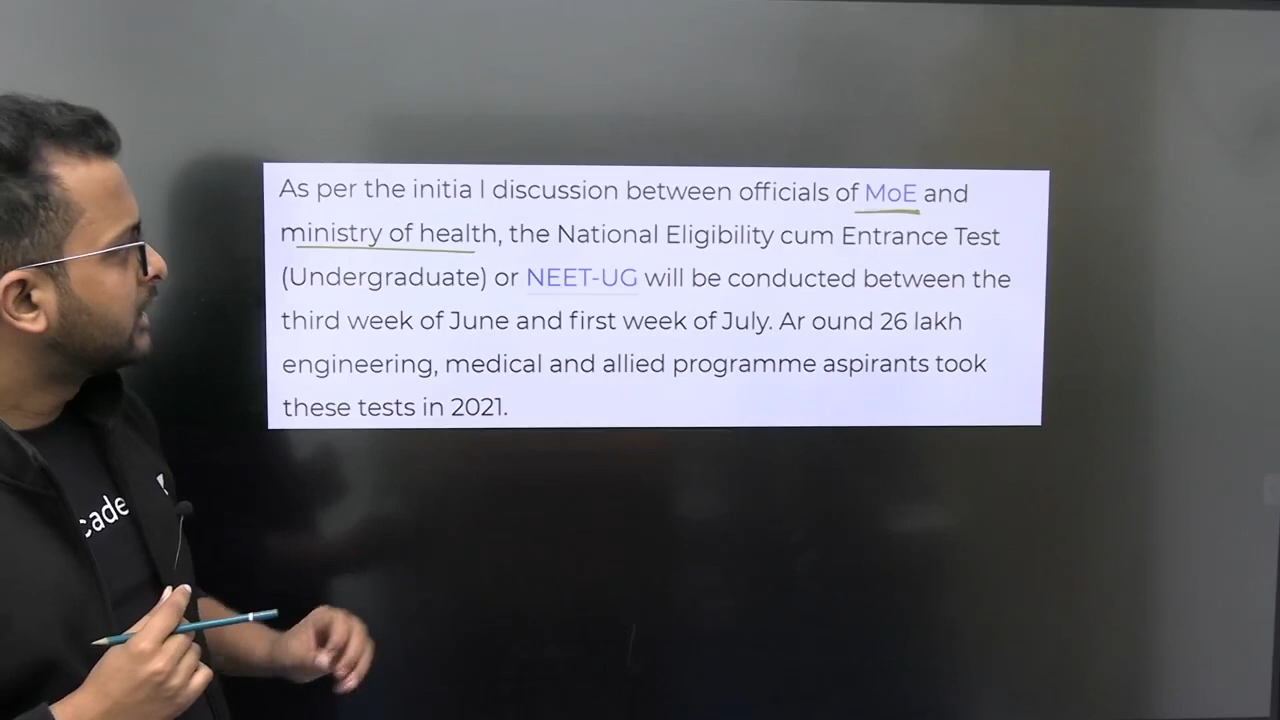 As per the initia l discussion between officials of MoE and
ministry of health, the National Eligibility cum Entrance Test
(Undergraduate) or NEET-UG will be conducted between the
third week of June and first week of July. Ar ound 26 lakh
engineering, medical and allied programme aspirants took
these tests in 2021.
cade